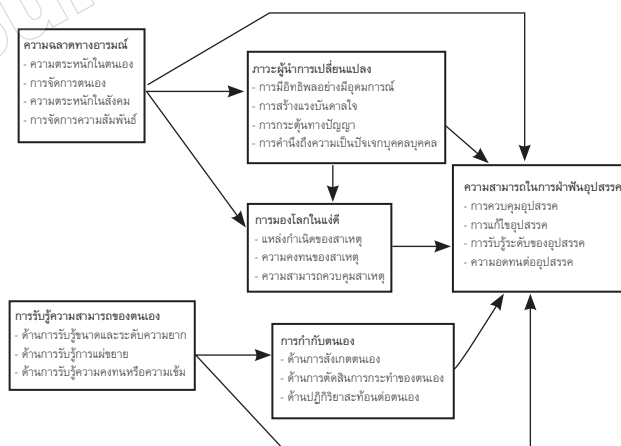 ความฉลาดทางอารมณ์
- ความตระหนักในตนเอง
- การจัดการตนเอง
- ความตระหนักในสังคม
- การจัดการความสัมพันธ์
ภาวะผู้นำการเปลี่ยนแปลง
- การมีอิทธิพลอย่างมีอุดมการณ์
- การสร้างแรงบันดาลใจ
- การกระตุ้นทางปัญญา
- การคำนึงถึงความเป็นปัจเจกบุคคลบุคคล
การมองโลกในแง่ดี
- แหล่งกำเนิดของสาเหตุ
- ความคงทนของสาเหตุ
- ความสามารถควบคุมสาเหตุ
ความสามารถในการฝ่าฟันอุปสรรค
- การควบคุมอุปสรรค
- การแก้ไขอุปสรรค
- การรับรู้ระดับของอุปสรรค
- ความอดทนต่ออุปสรรค
การรับรู้ความสามารถของตนเอง
- ด้านการรับรู้ขนาดและระดับความยาก
- ด้านการรับรู้การแผ่ขยาย
- ด้านการรับรู้ความคงทนหรือความเข้ม
การกำกับตนเอง
- ด้านการสังเกตตนเอง
- ด้านการตัดสินการกระทำของตนเอง
- ด้านปฏิกิริยาสะท้อนต่อตนเอง